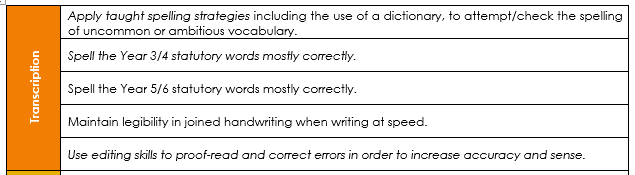 Transcription
Apply taught spelling strategies including the use of a dictionary, to attempt/check the spelling
of uncommon or ambitious vocabulary.
Spell the Year 3/4 statutory words mostly correctly.
Spell the Year 5/6 statutory words mostly correctly.
Maintain legibility in joined handwriting when writing at speed.
Use editing skills to proof-read and correct errors in order to increase accuracy and sense.